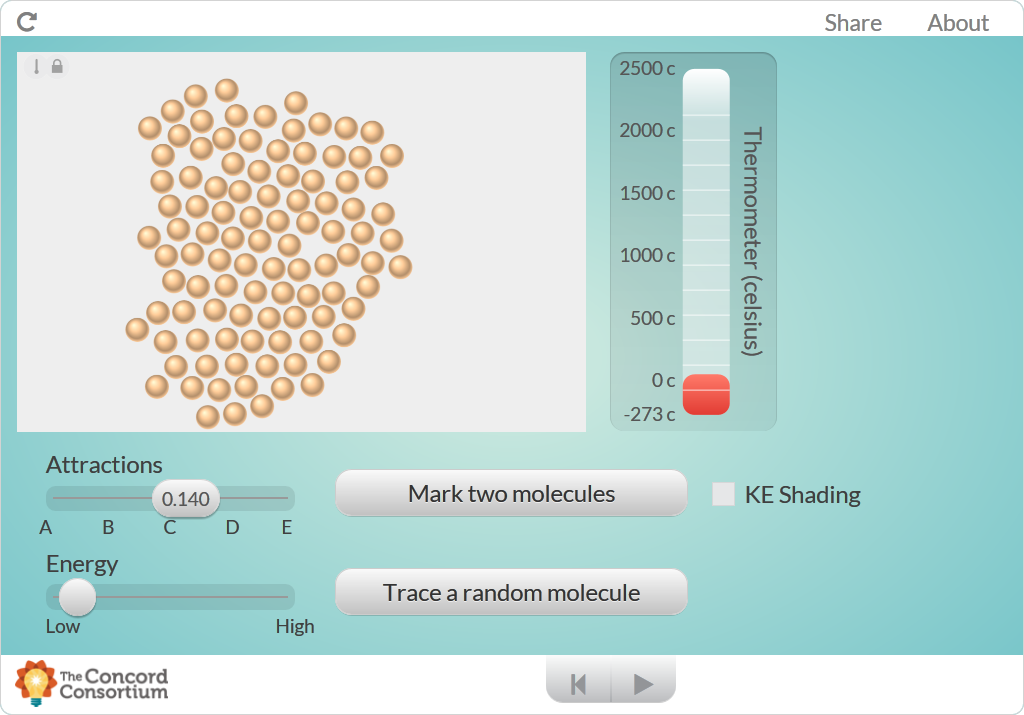 Share About
2500 c
2000 c
1500 c
1000 c
500 c
0 c
-273 c
Thermometer (celsius)
Attractions
0.140
A B C D E
Mark two molecules
KE Shading
Energy
Low High
Trace a random molecule
The Concord
Consortium